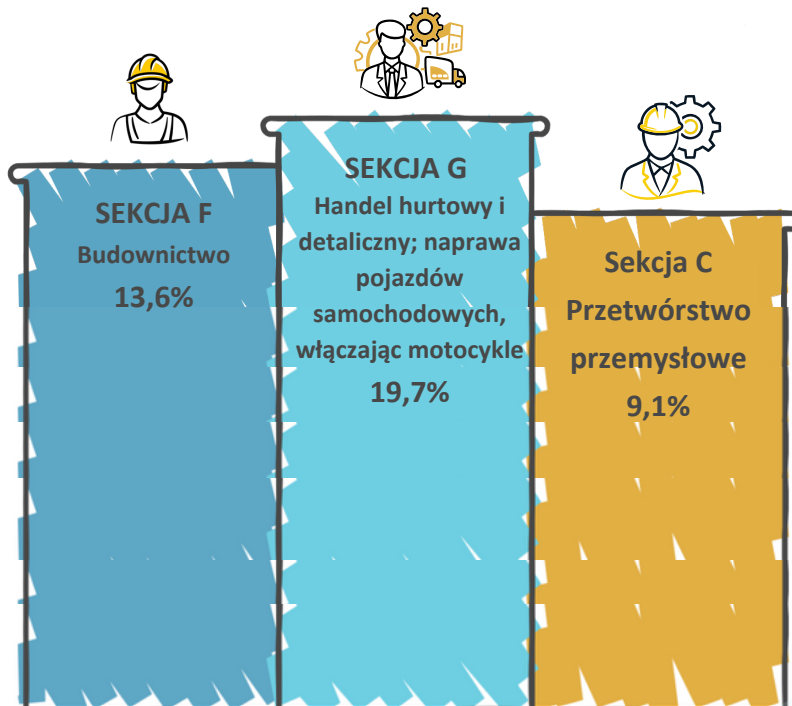 SEKCJA F
Budownictwo
13,6%
SEKCJA G
Handel hurtowy i
detaliczny; naprawa
pojazdów
samochodowych,
włączając motocykle
19,7%
Sekcja C
Przetwórstwo
przemysłowe
9,1%